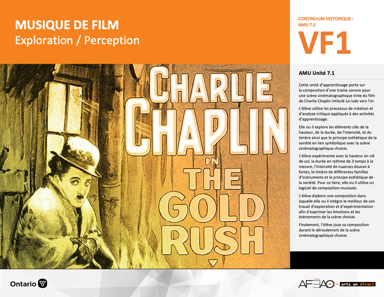 MUSIQUE DE FILM
Exploration / Perception
CONTINUUM HISTORIQUE :
AMU 7.1
VF1
CHARLIE
CHAPLIN
IN
THE
GOLD
RUSH
AMU Unité 7.1
Cette unité d'apprentissage porte sur
la composition d'une trame sonore pour
une scène cinématographique tirée du film
de Charlie Chaplin intitulé La ruée vers l'or.
L'élève utilise les processus de création et
d'analyse critique appliqués à des activités
d'apprentissage.
Elle ou il explore les éléments clés de la
hauteur, de la durée, de l'intensité, et du
timbre ainsi que le principe esthétique de la
variété en lien symbolique avec la scène
cinématographique choisie.
L'élève expérimente avec la hauteur en clé
de sol, la durée en rythme de 3 temps à la
mesure, l'intensité de nuances douces à
fortes, le timbre de différentes familles
d'instruments et le principe esthétique de
la variété. Pour ce faire, elle ou il utilise un
logiciel de composition musicale.
L'élève élabore une composition dans
laquelle elle ou il intègre le meilleur de son
travail d'exploration et d'expérimentation
afin d'exprimer les émotions et les
événements de la scène choisie.
Finalement, l'élève joue sa composition
durant le déroulement de la scène
cinématographique choisie.
Ontario
AFÉAO
arts en direct